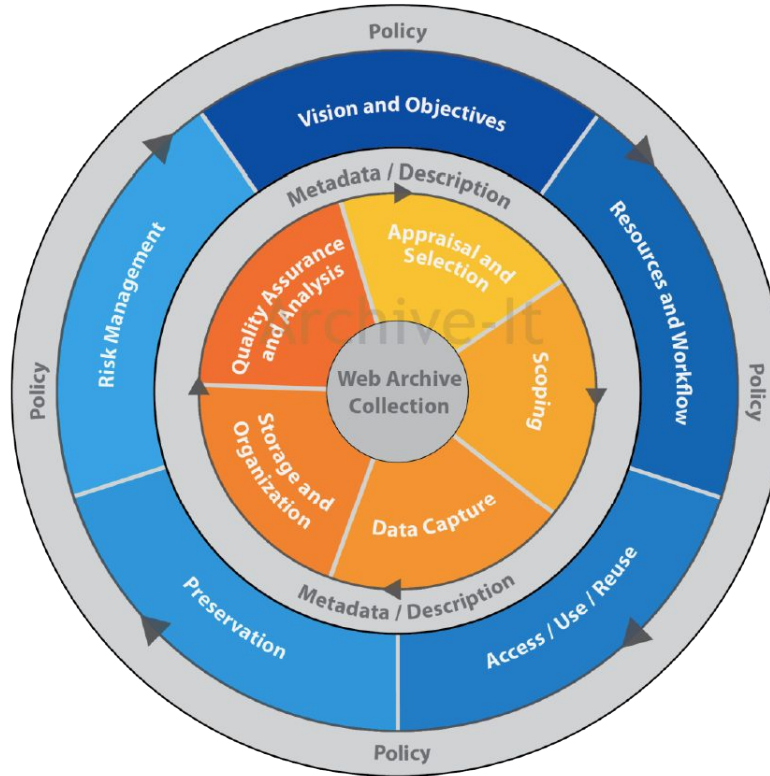 Policy
Vision and Objectives
Metadata / Description
Appraisal and
Selection
Quality Assurance
and Analysis
Risk Management
Resources and Workflow
Archive-It
Web Archive
Collection
Scoping
Policy
Policy
Storage and
Organization
Data Capture
Metadata / Description
Preservation
Access / Use / Reuse
Policy